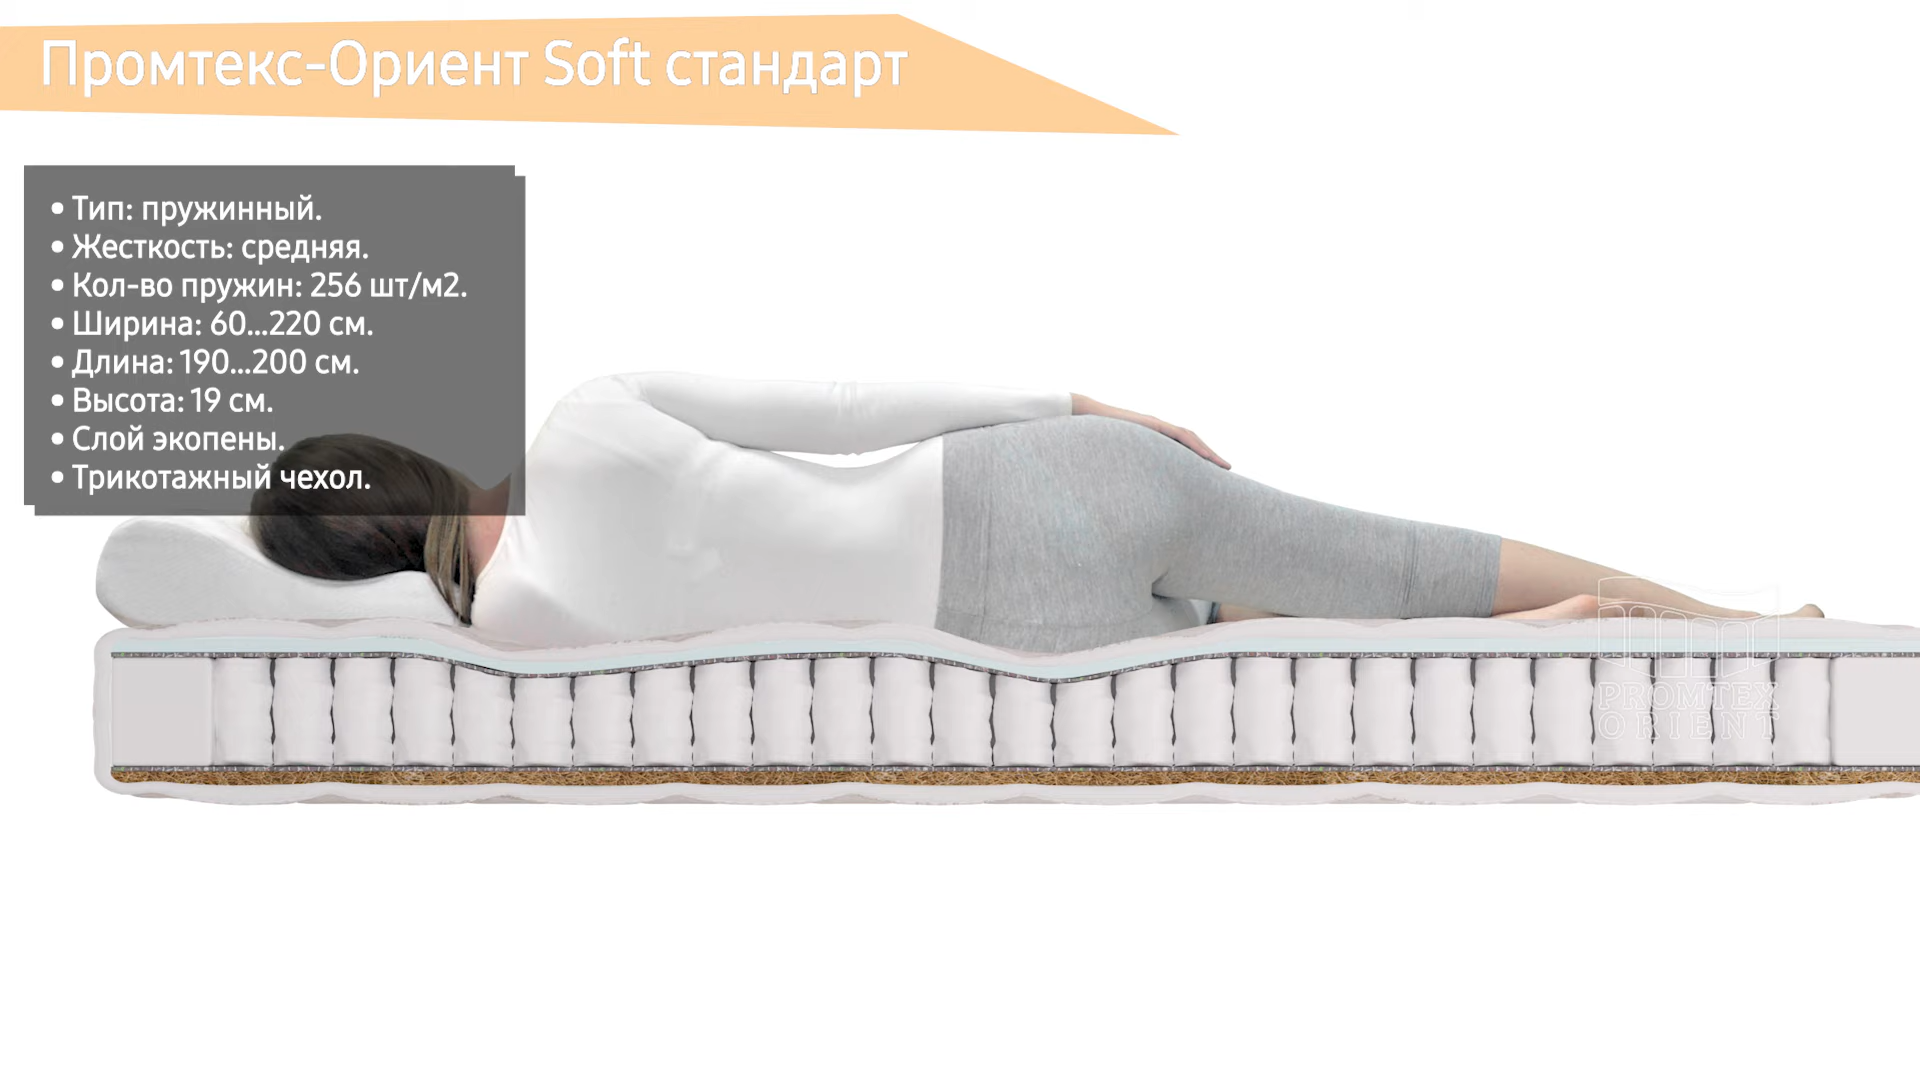 Промтекс-Ориент Soft стандарт
• Тип: пружинный.
• Жесткость: средняя.
• Кол-во пружин: 256 шт/м2.
• Ширина: 60...220 см.
• Длина: 190...200 см.
• Высота: 19 см.
• Слой экопены.
• Трикотажный чехол.
PROMTEX
ORIENT